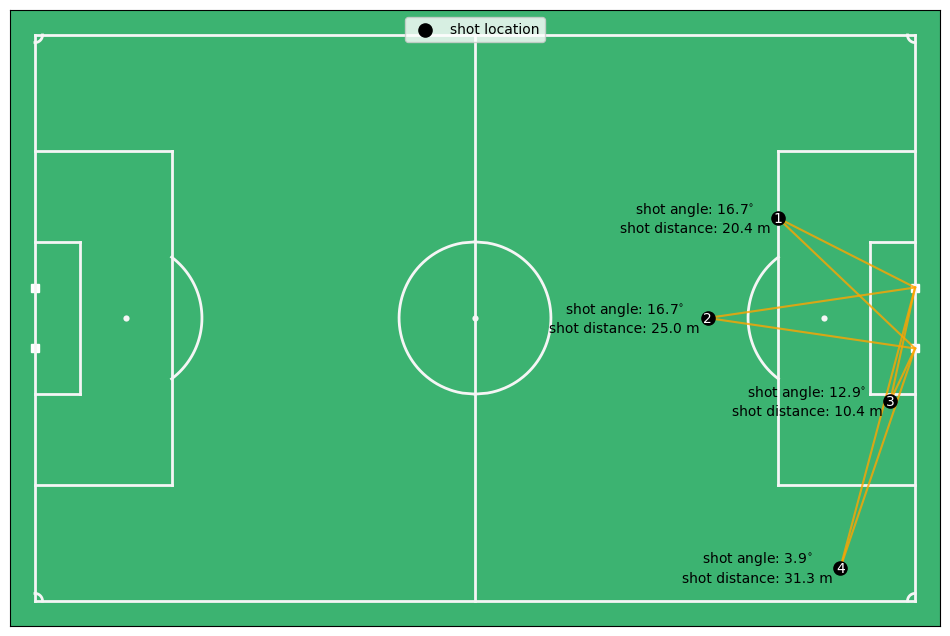 shot location
shot angle: 16.7°
1
shot distance: 20.4 m
shot angle: 16.7°
2
shot distance: 25.0 m
shot angle: 12.9°
3
shot distance: 10.4 m
shot angle: 3.9°
4
shot distance: 31.3 m